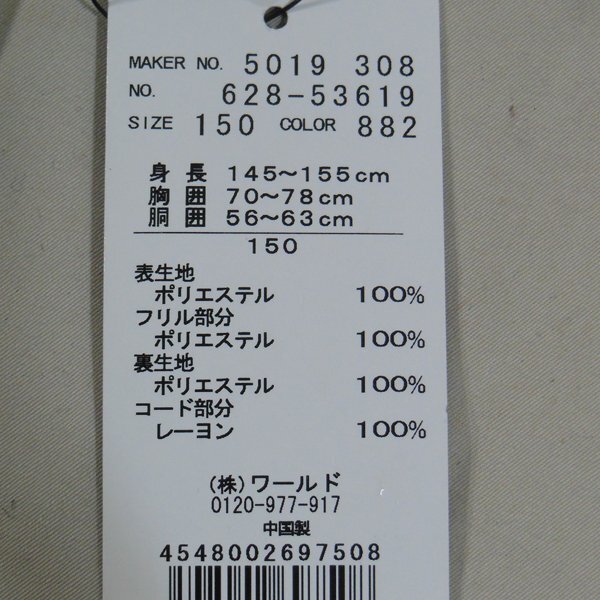 MAKER NO. 5019 308
NO. 628-53619
SIZE 150 COLOR 882
身長 145～155cm
胸囲 70～78cm
胴囲 56～63cm
150
表生地
ポリエステル 100%
フリル部分
ポリエステル 100%
裏生地
ポリエステル 100%
コード部分
レーヨン 100%
(株)ワールド
0120-977-917
中国製
4548002697508